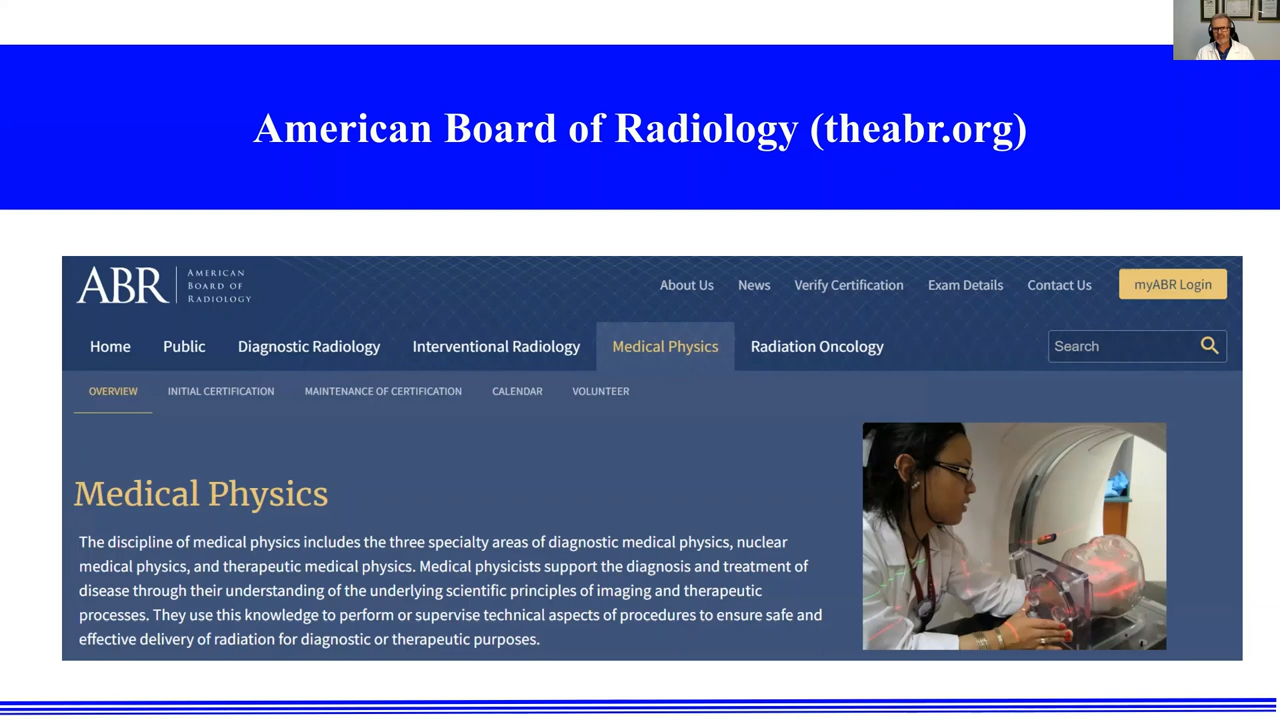 American Board of Radiology (theabr.org)
ABR
AMERICAN
BOARD OF
RADIOLOGY
About Us News Verify Certification Exam Details Contact Us myABR Login
Home Public Diagnostic Radiology Interventional Radiology Medical Physics Radiation Oncology Search
OVERVIEW INITIAL CERTIFICATION MAINTENANCE OF CERTIFICATION CALENDAR VOLUNTEER
Medical Physics
The discipline of medical physics includes the three specialty areas of diagnostic medical physics, nuclear
medical physics, and therapeutic medical physics. Medical physicists support the diagnosis and treatment of
disease through their understanding of the underlying scientific principles of imaging and therapeutic
processes. They use this knowledge to perform or supervise technical aspects of procedures to ensure safe and
effective delivery of radiation for diagnostic or therapeutic purposes.